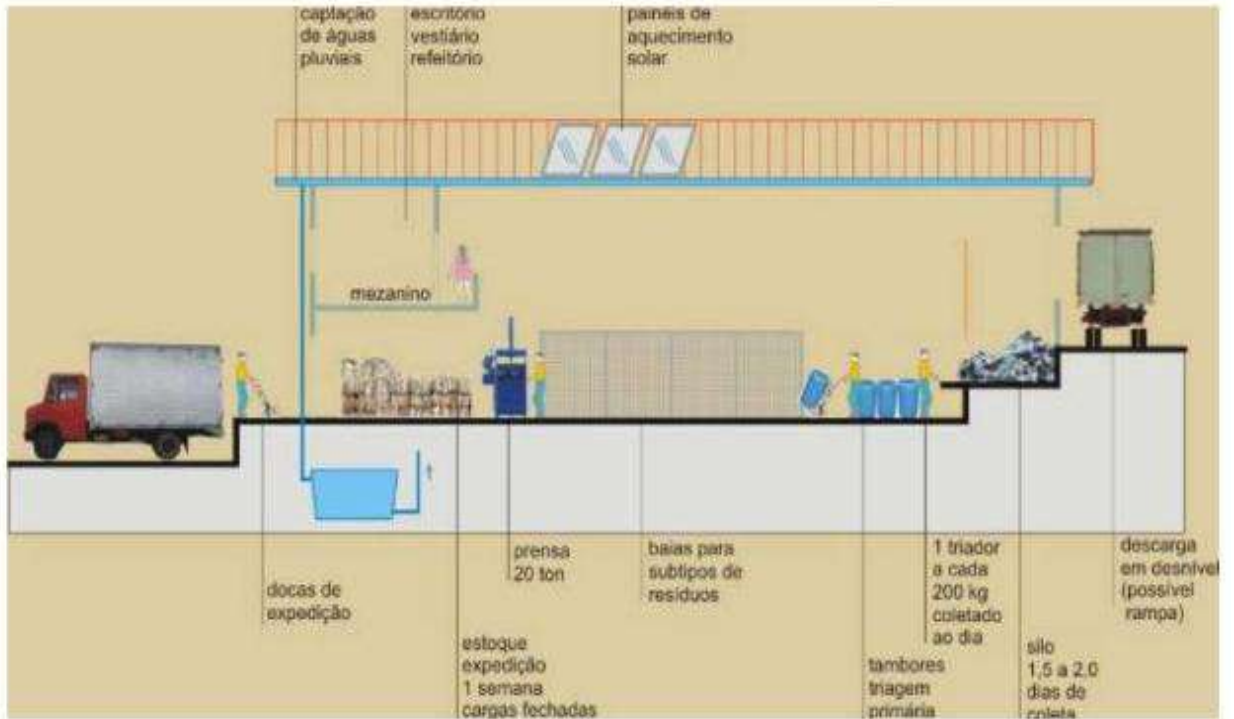 captação
de águas
pluviais
escritório
vestiário
refeitório
painéis de
aquecimento
solar
mezanino
docas de
expedição
estoque
expedição
1 semana
cargas fechadas
prensa
20 ton
baias para
subtipos de
resíduos
tambores
triagem
primária
1 triador
a cada
200 kg
coletado
ao dia
silo
1,5 a 2,0
dias de
coleta
descarga
em desnível
(possível
rampa)